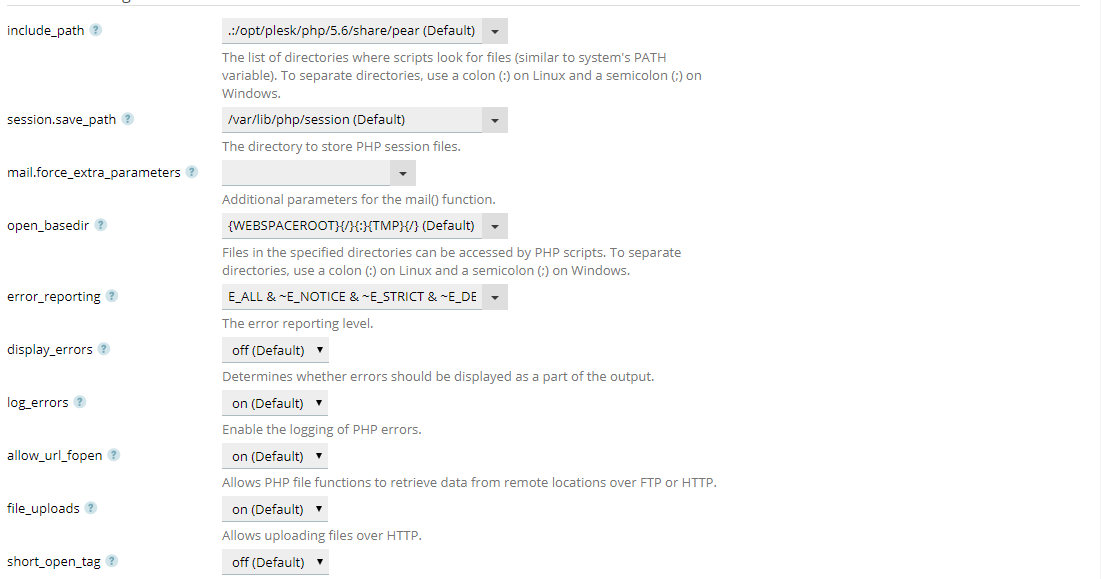 include_path ? .:/opt/plesk/php/5.6/share/pear (Default)
The list of directories where scripts look for files (similar to system's PATH
variable). To separate directories, use a colon (:) on Linux and a semicolon (;) on
Windows.
session.save_path ? /var/lib/php/session (Default)
The directory to store PHP session files.
mail.force_extra_parameters ?
Additional parameters for the mail() function.
open_basedir ? {WEBSPACEROOT}{/}{:}{TMP}{/} (Default)
Files in the specified directories can be accessed by PHP scripts. To separate
directories, use a colon (:) on Linux and a semicolon (;) on Windows.
error_reporting ? E_ALL & ~E_NOTICE & ~E_STRICT & ~E_DE
The error reporting level.
display_errors ? off (Default)
Determines whether errors should be displayed as a part of the output.
log_errors ? on (Default)
Enable the logging of PHP errors.
allow_url_fopen ? on (Default)
Allows PHP file functions to retrieve data from remote locations over FTP or HTTP.
file_uploads ? on (Default)
Allows uploading files over HTTP.
short_open_tag ? off (Default)